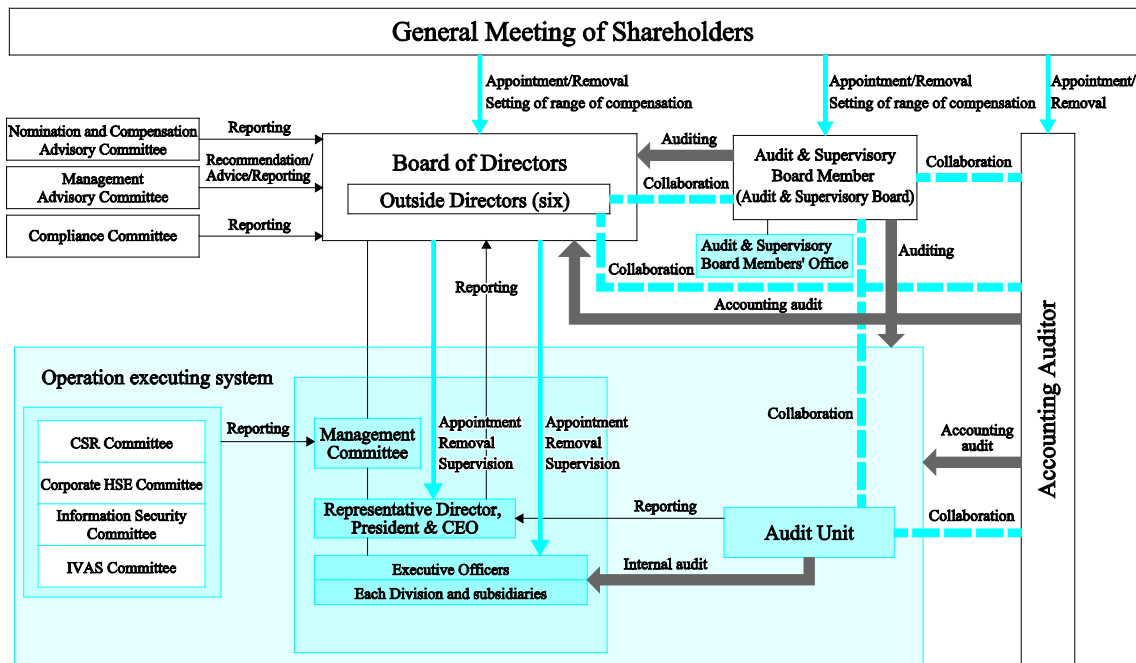 General Meeting of Shareholders
Appointment/Removal
Setting of range of compensation
Appointment/Removal
Setting of range of compensation
Appointment/
Removal
Nomination and Compensation
Advisory Committee
Reporting
Management
Advisory Committee
Recommendation/
Advice/Reporting
Compliance Committee
Reporting
Board of Directors
Outside Directors (six)
Auditing
Collaboration
Audit & Supervisory
Board Member
(Audit & Supervisory Board)
Collaboration
Audit & Supervisory
Board Members' Office
Auditing
Reporting
Collaboration
Accounting audit
Accounting Auditor
Operation executing system
CSR Committee
Corporate HSE Committee
Information Security
Committee
IVAS Committee
Reporting
Management
Committee
Appointment
Removal
Supervision
Appointment
Removal
Supervision
Collaboration
Accounting
audit
Representative Director,
President & CEO
Reporting
Audit Unit
Collaboration
Executive Officers
Each Division and subsidiaries
Internal audit